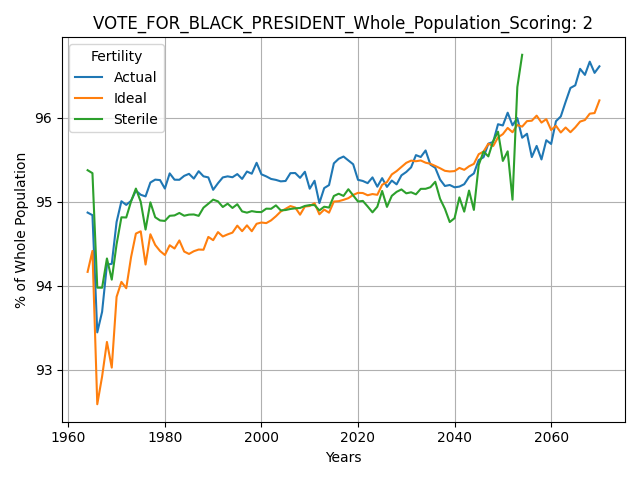 VOTE_FOR_BLACK_PRESIDENT_Whole_Population_Scoring: 2
Fertility
Actual
Ideal
Sterile
% of Whole Population
96
95
94
93
1960
1980
2000
2020
2040
2060
Years